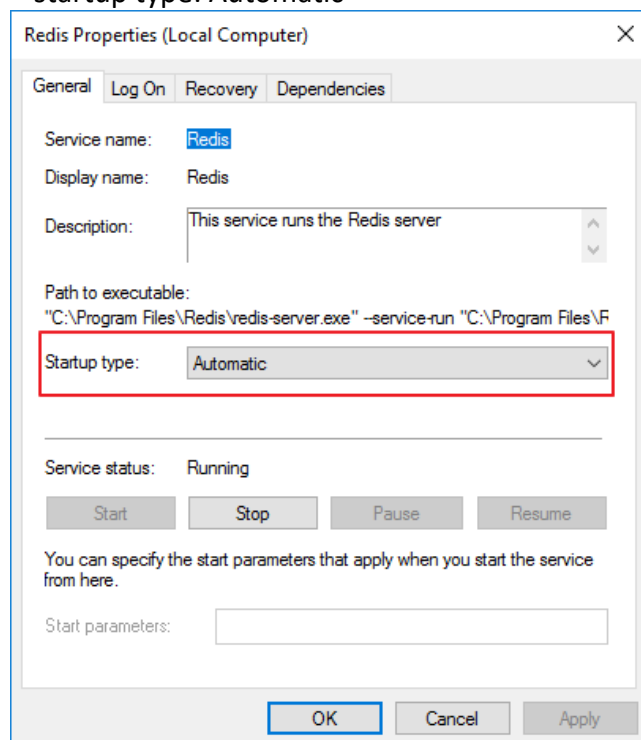 startup type: Automatic
Redis Properties (Local Computer)
General Log On Recovery Dependencies
Service name: Redis
Display name: Redis
Description: This service runs the Redis server
Path to executable:
"C:\Program Files\Redis\redis-server.exe" --service-run "C:\Program Files\R
Startup type: Automatic
Service status: Running
Start Stop Pause Resume
You can specify the start parameters that apply when you start the service
from here.
Start parameters:
OK Cancel Apply